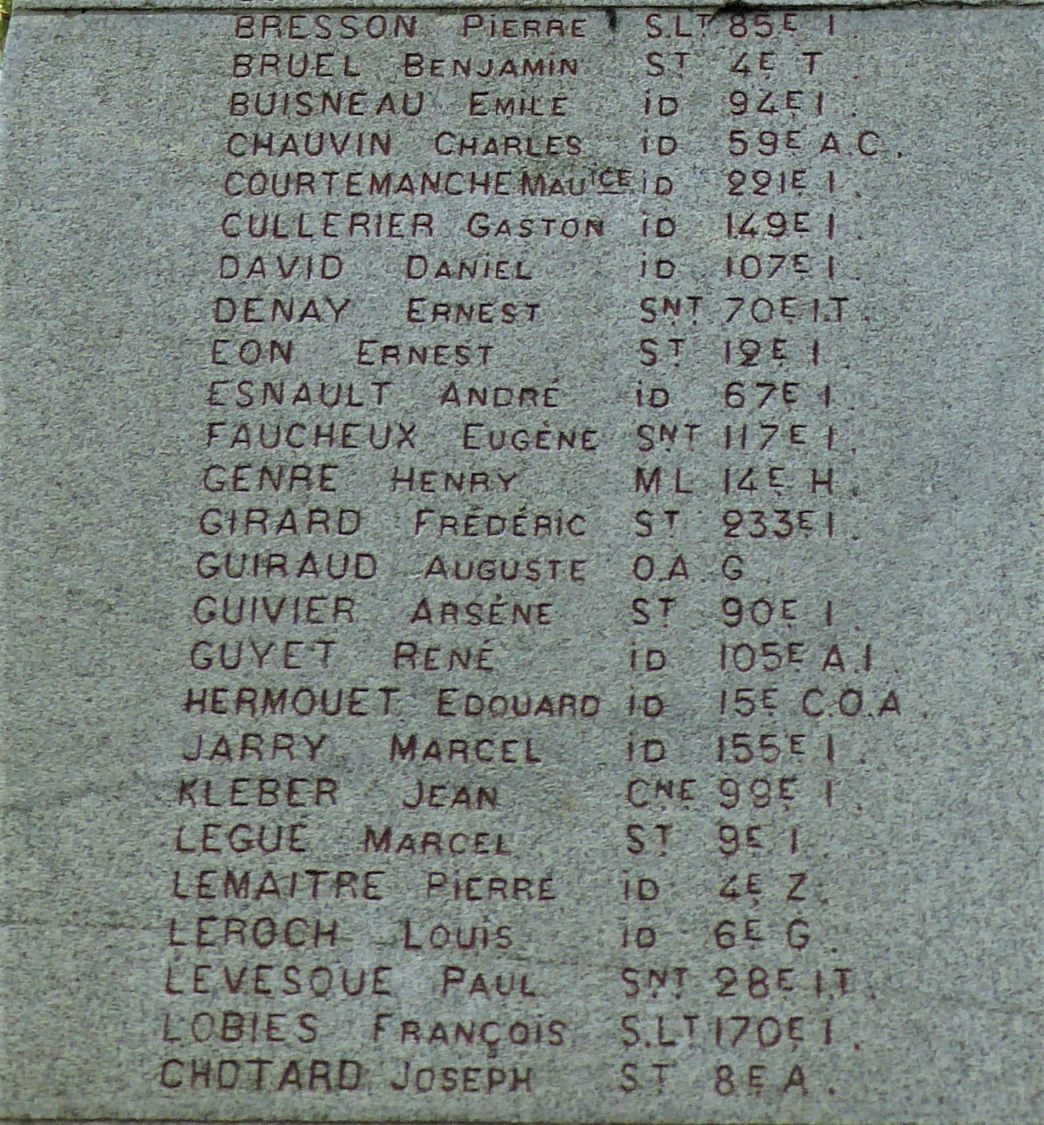 BRESSON PIERRE S.LT 85E I
BRUEL BENJAMIN ST 4E T.
BUISNEAU EMILE ID 94E I.
CHAUVIN CHARLES ID 59E A.C.
COURTEMANCHE MAUICE ID 221E I.
CULLERIER GASTON ID 149E I.
DAVID DANIEL ID 107E I.
DENAY ERNEST SNT 70E I.T.
EON ERNEST ST 12E I.
ESNAULT ANDRÉ ID 67E I.
FAUCHEUX EUGÈNE SNT 117E I.
GENRE HENRY ML 14E H.
GIRARD FRÉDÉRIC ST 233E I.
GUIRAUD AUGUSTE O.A.G
GUIVIER ARSÈNE ST 90E I.
GUYET RENÉ ID 105E A.I.
HERMOUET EDOUARD ID 15E C.O.A.
JARRY MARCEL ID 155E I.
KLEBER JEAN CNE 99E I.
LEGUÉ MARCEL ST 9E I.
LEMAITRE PIERRE ID 4E Z.
LEROCH LOUIS ID 6E G.
LEVESQUE PAUL SNT 28E I.T.
LOBIES FRANÇOIS S.LT 170E I.
CHOTARD JOSEPH ST 8E A.